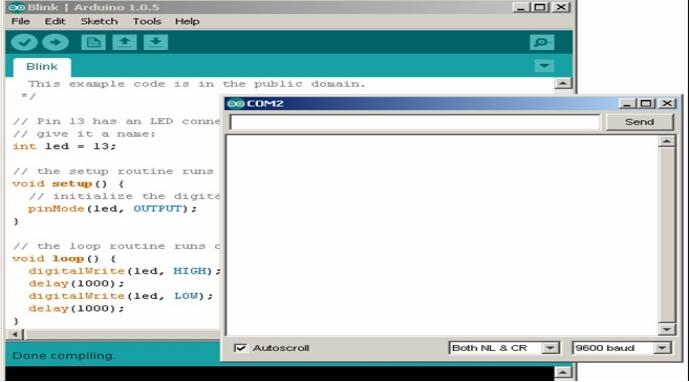 Blink | Arduino 1.0.5
File Edit Sketch Tools Help
Blink
This example code is in the public domain.
*/
// Pin 13 has an LED conne
// give it a name:
int led = 13;
// the setup routine runs
void setup() {
// initialize the digita
pinMode(led, OUTPUT);
}
// the loop routine runs o
void loop() {
digitalWrite(led, HIGH);
delay(1000);
digitalWrite(led, LOW);
delay(1000);
}
Done compiling.
COM2
Send
Autoscroll
Both NL & CR
9600 baud